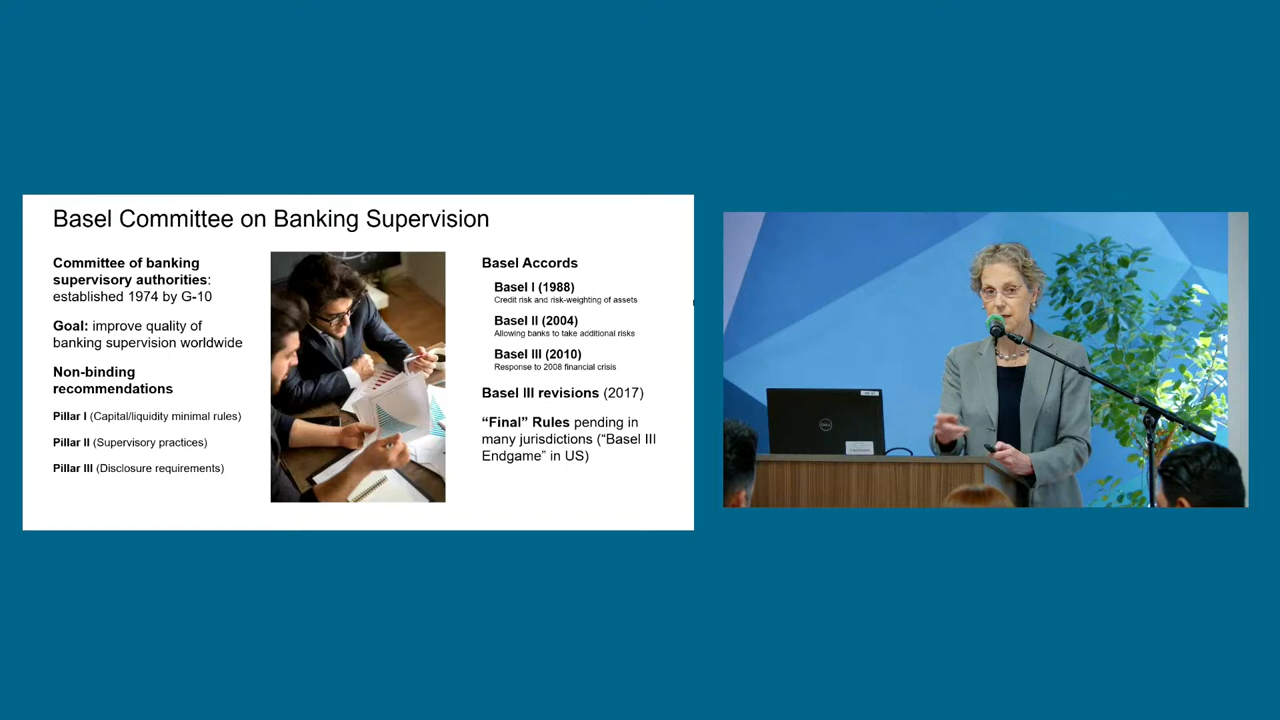 Basel Committee on Banking Supervision
Committee of banking
supervisory authorities:
established 1974 by G-10
Goal: improve quality of
banking supervision worldwide
Non-binding
recommendations
Pillar I (Capital/liquidity minimal rules)
Pillar II (Supervisory practices)
Pillar III (Disclosure requirements)
Basel Accords
Basel I (1988)
Credit risk and risk-weighting of assets
Basel II (2004)
Allowing banks to take additional risks
Basel III (2010)
Response to 2008 financial crisis
Basel III revisions (2017)
“Final” Rules pending in
many jurisdictions (“Basel III
Endgame” in US)
DELL